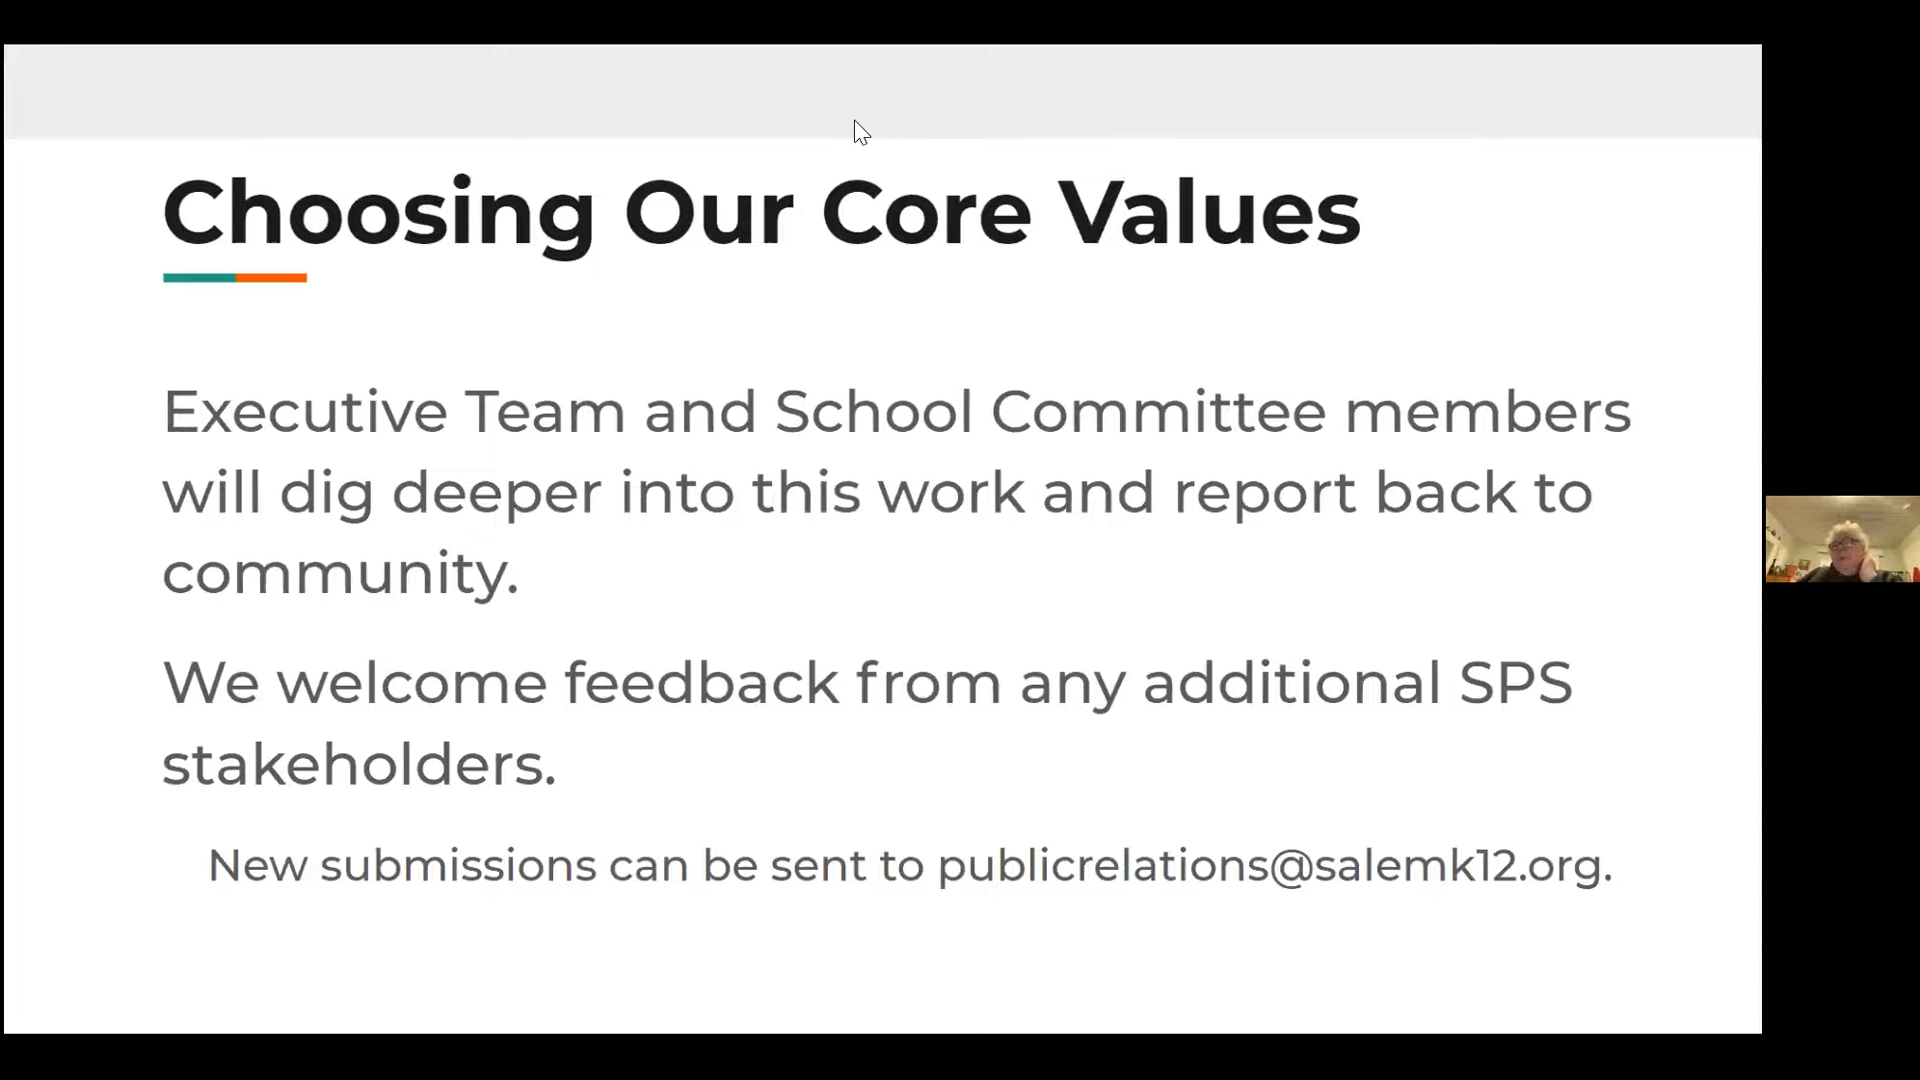 Choosing Our Core Values
Executive Team and School Committee members
will dig deeper into this work and report back to
community.
We welcome feedback from any additional SPS
stakeholders.
New submissions can be sent to publicrelations@salemk12.org.